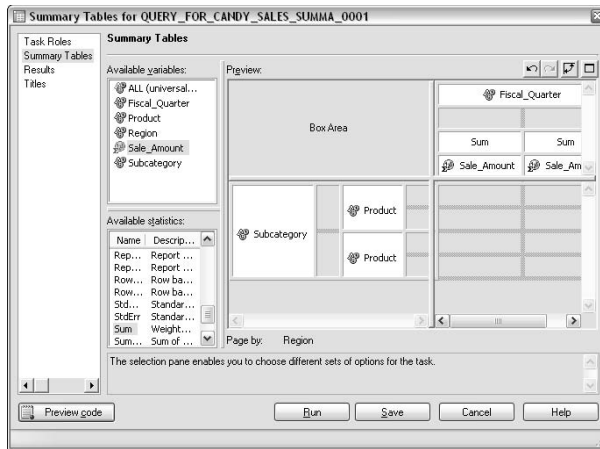 Summary Tables for QUERY_FOR_CANDY_SALES_SUMMA_0001
Task Roles
Summary Tables
Results
Titles
Summary Tables
Available variables:
ALL (universal...
Fiscal_Quarter
Product
Region
Sale_Amount
Subcategory
Available statistics:
Name Descrip...
Rep... Report ...
Rep... Report ...
Row... Row ba...
Row... Row ba...
Std... Standar...
StdErr Standar...
Sum Weight...
Sum... Sum of ...
Preview:
Box Area
Fiscal_Quarter
Sum Sum
Sale_Amount Sale_Am
Subcategory
Product
Product
Page by: Region
The selection pane enables you to choose different sets of options for the task.
Preview code
Run
Save
Cancel
Help